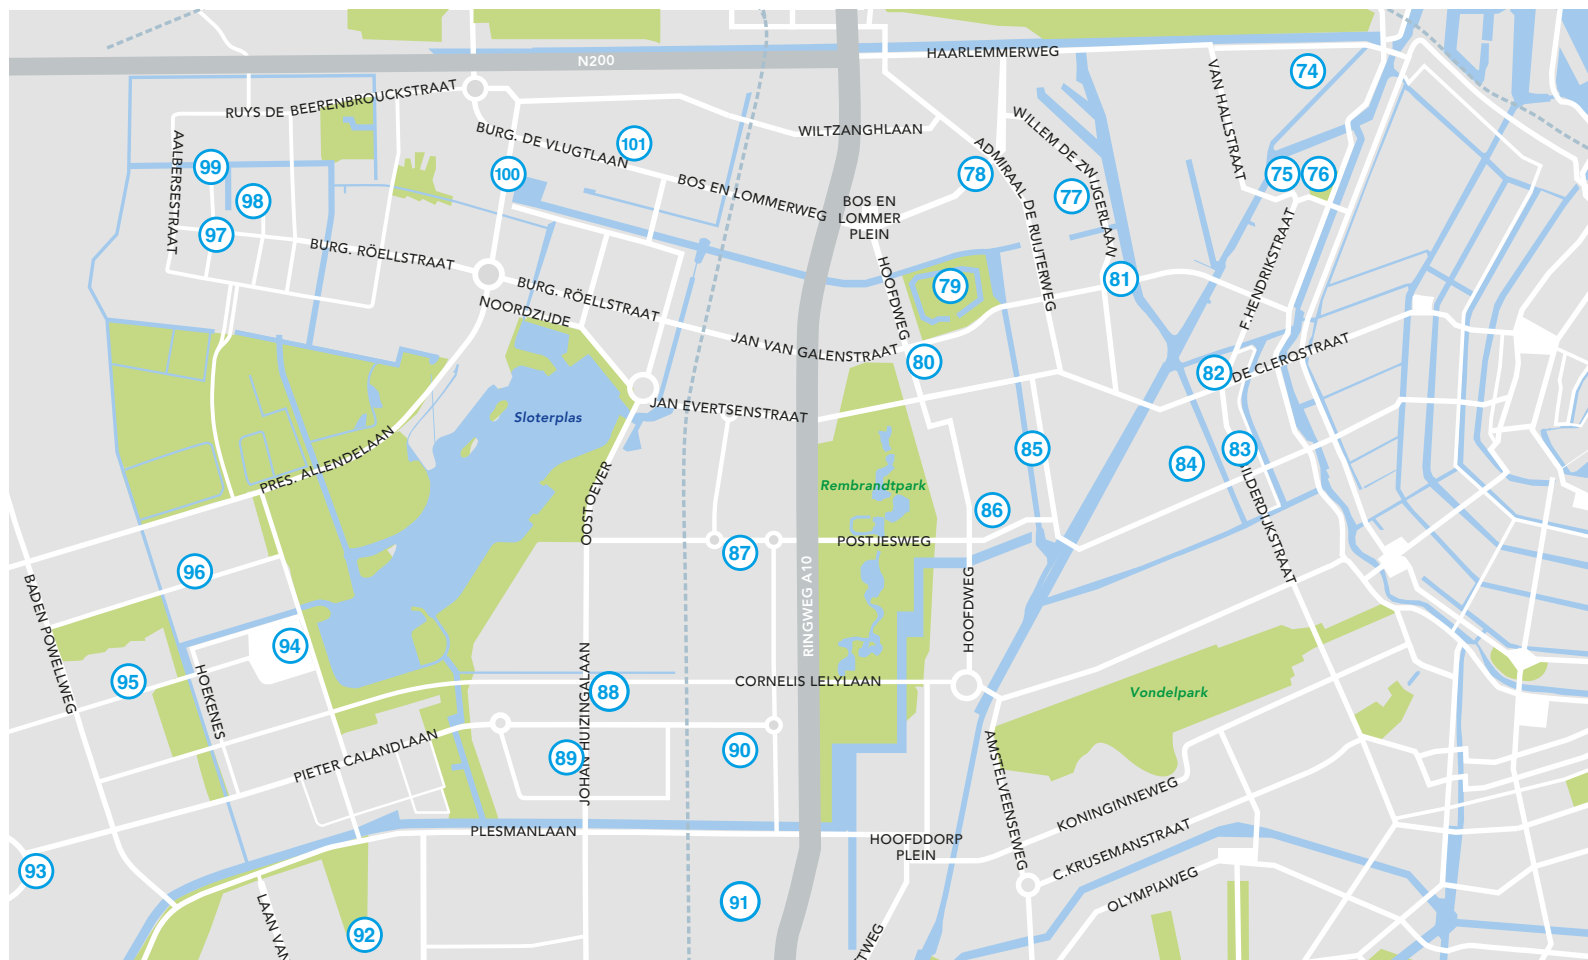 HAARLEMMERWEG
N200
74
VAN HALLSTRAAT
RUYS DE BEERENBROUCKSTRAAT
WILLEM DE ZWIJGERLAAN
BURG. DE VLUGTLAAN
101
WILTZANGHLAAN
AALBERSESTRAAT
ADMIRAAL DE RUIJTERWEG
99
100
78
75
76
98
BOS EN LOMMERWEG
77
BOS EN
LOMMER
PLEIN
97
BURG. RÖELLSTRAAT
F.HENDRIKSTRAAT
HOOFDWEG
79
81
BURG. RÖELLSTRAAT
NOORDZIJDE
JAN VAN GALENSTRAAT
80
82
DE CLERQSTRAAT
JAN EVERTSENSTRAAT
Sloterplas
PRES. ALLENDELAAN
85
84
83
BILDERDIJKSTRAAT
OOSTOEVER
Rembrandtpark
86
POSTJESWEG
87
96
BADEN POWELLWEG
RINGWEG A10
HOOFDWEG
94
JOHAN HUIZINGALAAN
95
HOEKENES
CORNELIS LELYLAAN
88
Vondelpark
PIETER CALANDLAAN
90
89
AMSTELVEENSEWEG
KONINGINNEWEG
PLESMANLAAN
HOOFDDORP
PLEIN
C.KRUSEMANSTRAAT
93
OLYMPIAWEG
91
LAAN VAN
92
TWEG